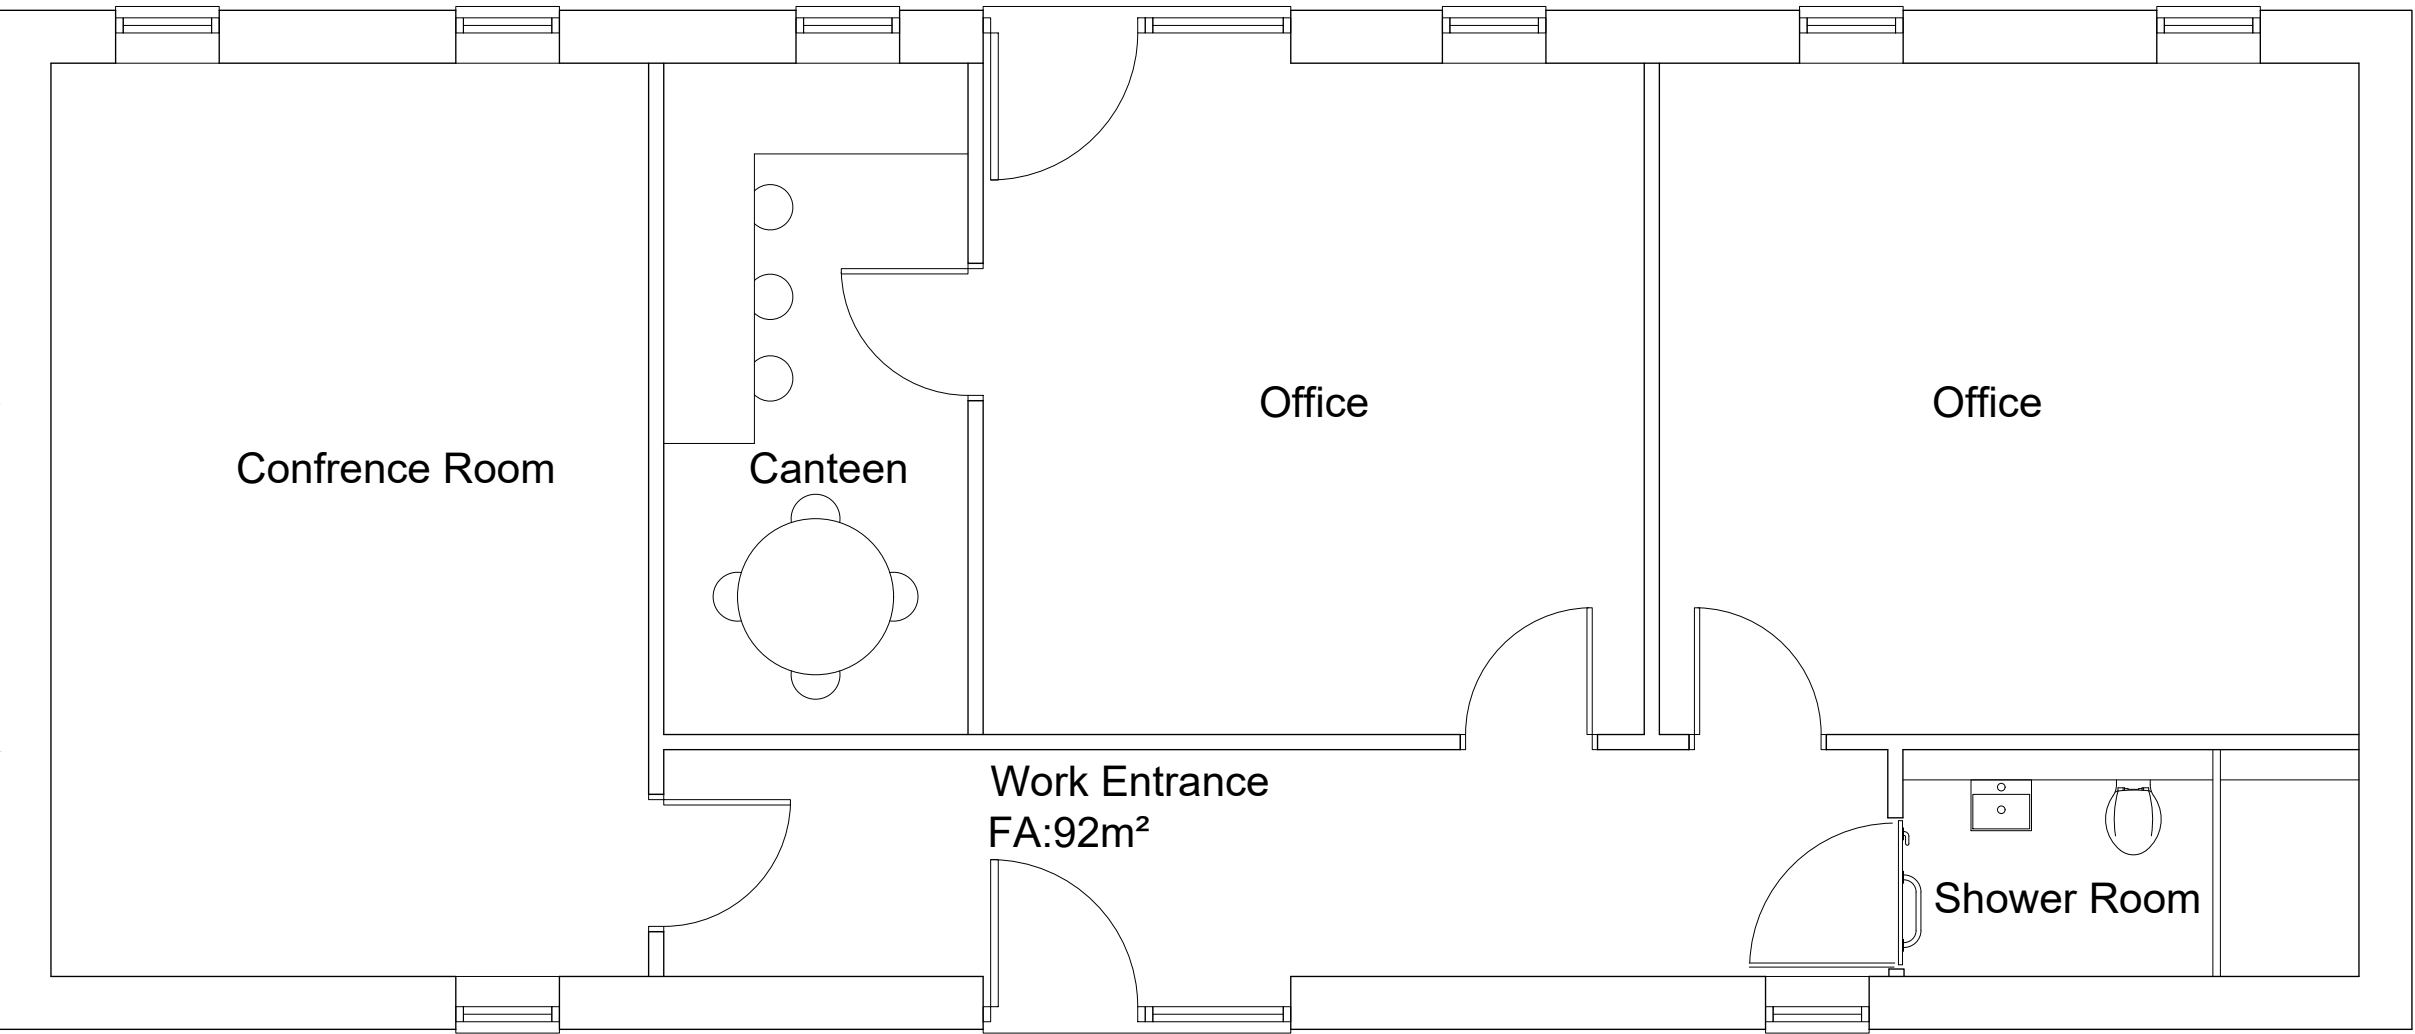 Office
Office
Confrence Room
Canteen
Work Entrance
FA:92m²
Shower Room